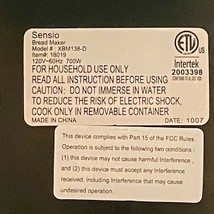 Sensio
Bread Maker
Model # : XBM138-D
Item# : 18019
120V~60Hz 700W
ETL
US
Intertek
2003398
FOR HOUSEHOLD USE ONLY
READ ALL INSTRUCTION BEFORE USING
CAUTION: DO NOT IMMERSE IN WATER
TO REDUCE THE RISK OF ELECTRIC SHOCK,
COOK ONLY IN REMOVABLE CONTAINER
MADE IN CHINA
DATE: 1007
This device complies with Part 15 of the FCC Rules.
Operation is subject to the following two conditions:
( 1 ) this device may not cause harmful Interference ,
and (2) this device must accept any interference
received, including interference that may cause
undesired operation.